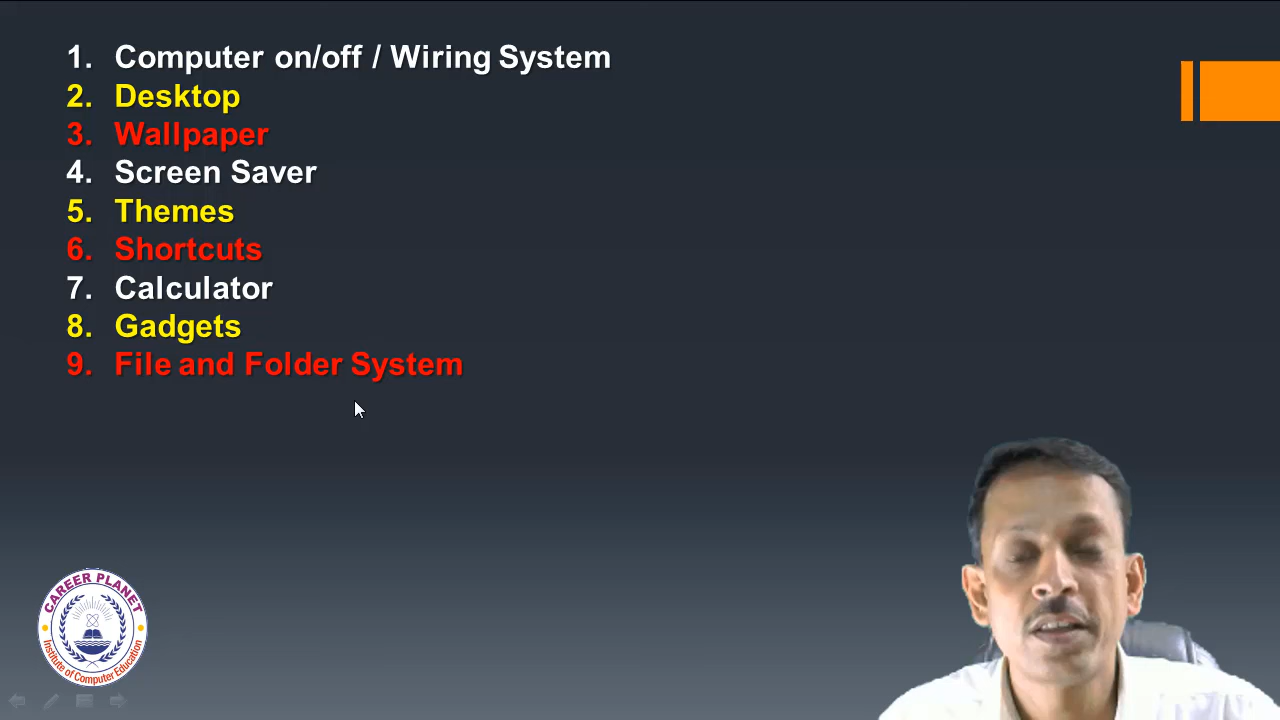 1. Computer on/off / Wiring System
2. Desktop
3. Wallpaper
4. Screen Saver
5. Themes
6. Shortcuts
7. Calculator
8. Gadgets
9. File and Folder System
CAREER PLANET
Institute of Computer Education